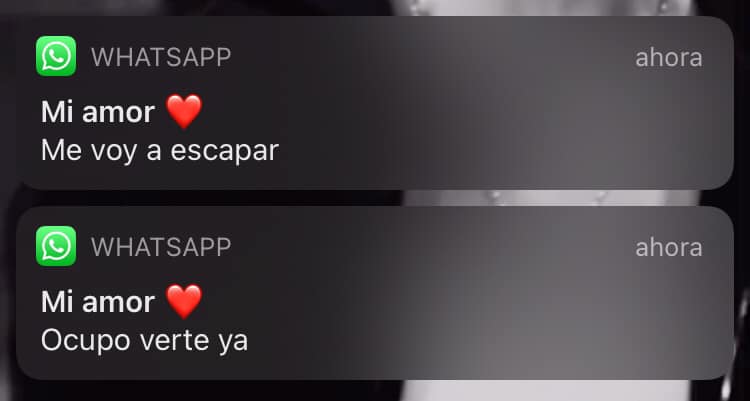 WHATSAPP ahora
Mi amor ❤️
Me voy a escapar
WHATSAPP ahora
Mi amor ❤️
Ocupo verte ya